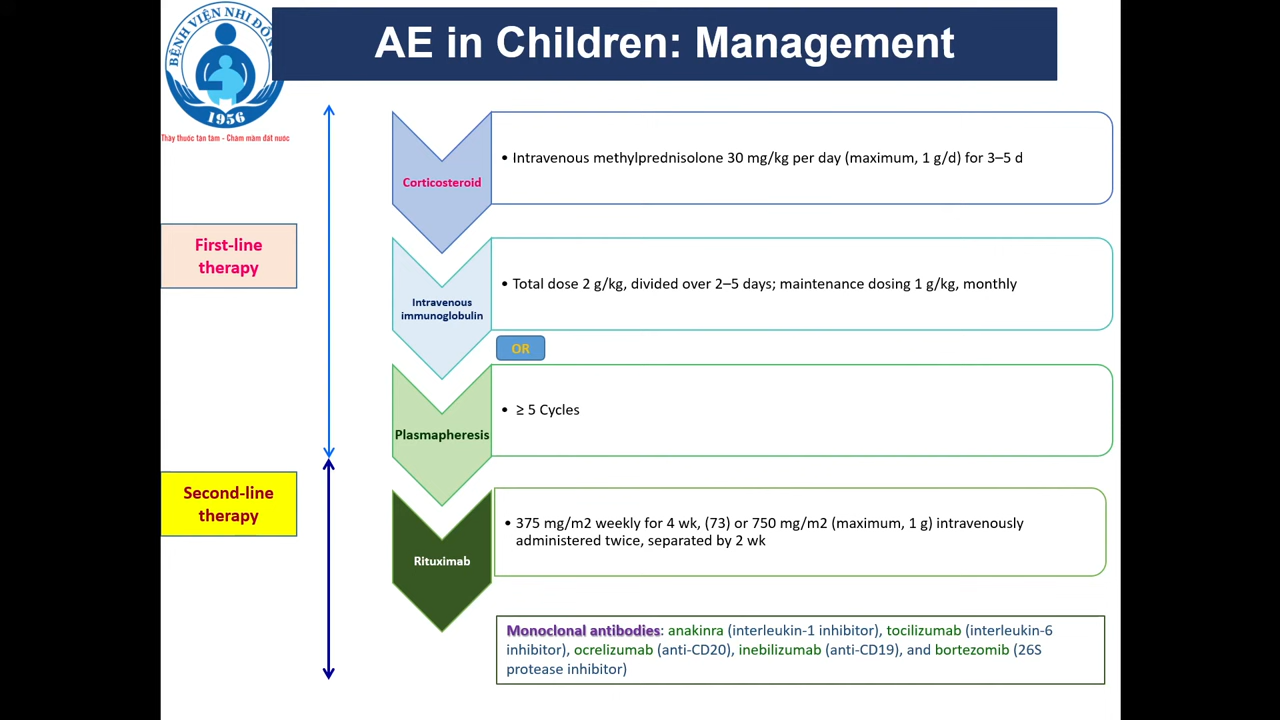 BỆNH VIỆN NHI ĐỒN
1956
Thầy thuốc tận tâm - Chăm mầm đất nước
AE in Children: Management
First-line
therapy
Second-line
therapy
Corticosteroid
• Intravenous methylprednisolone 30 mg/kg per day (maximum, 1 g/d) for 3–5 d
Intravenous
immunoglobulin
• Total dose 2 g/kg, divided over 2–5 days; maintenance dosing 1 g/kg, monthly
OR
Plasmapheresis
• ≥ 5 Cycles
Rituximab
• 375 mg/m2 weekly for 4 wk, (73) or 750 mg/m2 (maximum, 1 g) intravenously
administered twice, separated by 2 wk
Monoclonal antibodies: anakinra (interleukin-1 inhibitor), tocilizumab (interleukin-6
inhibitor), ocrelizumab (anti-CD20), inebilizumab (anti-CD19), and bortezomib (26S
protease inhibitor)